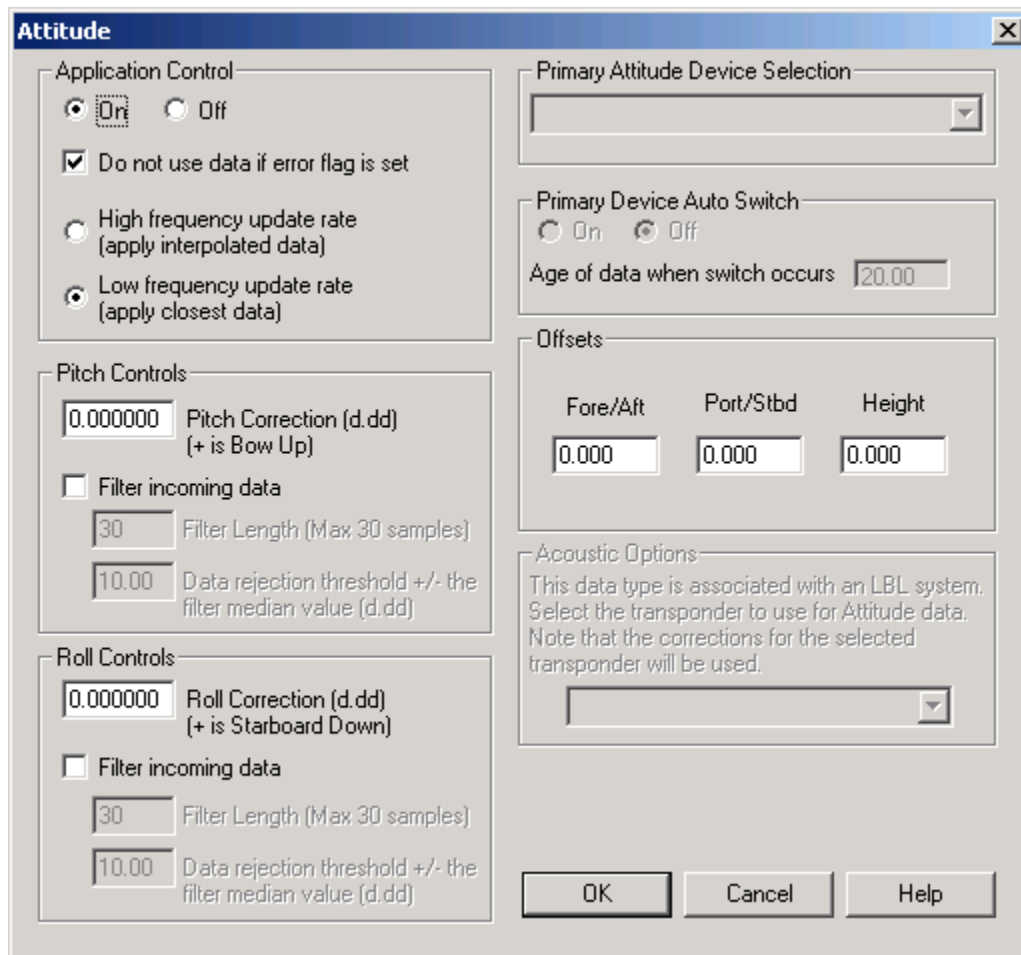 Attitude
Application Control
On
Off
Do not use data if error flag is set
High frequency update rate
(apply interpolated data)
Low frequency update rate
(apply closest data)
Pitch Controls
0.000000
Pitch Correction (d.dd)
(+ is Bow Up)
Filter incoming data
30
Filter Length (Max 30 samples)
10.00
Data rejection threshold +/- the
filter median value (d.dd)
Roll Controls
0.000000
Roll Correction (d.dd)
(+ is Starboard Down)
Filter incoming data
30
Filter Length (Max 30 samples)
10.00
Data rejection threshold +/- the
filter median value (d.dd)
Primary Attitude Device Selection
Primary Device Auto Switch
On
Off
Age of data when switch occurs
20.00
Offsets
Fore/Aft
Port/Stbd
Height
0.000
0.000
0.000
Acoustic Options
This data type is associated with an LBL system.
Select the transponder to use for Attitude data.
Note that the corrections for the selected
transponder will be used.
OK
Cancel
Help